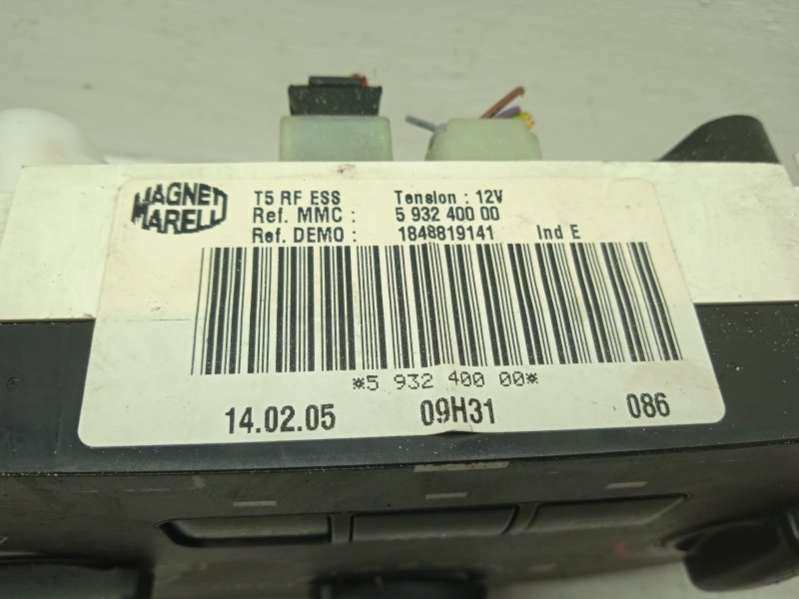 MAGNETI
MARELLI
T5 RF ESS Tension : 12V
Ref. MMC : 5 932 400 00
Ref. DEMO : 1848819141 Ind E
*5 932 400 00*
14.02.05 09H31 086